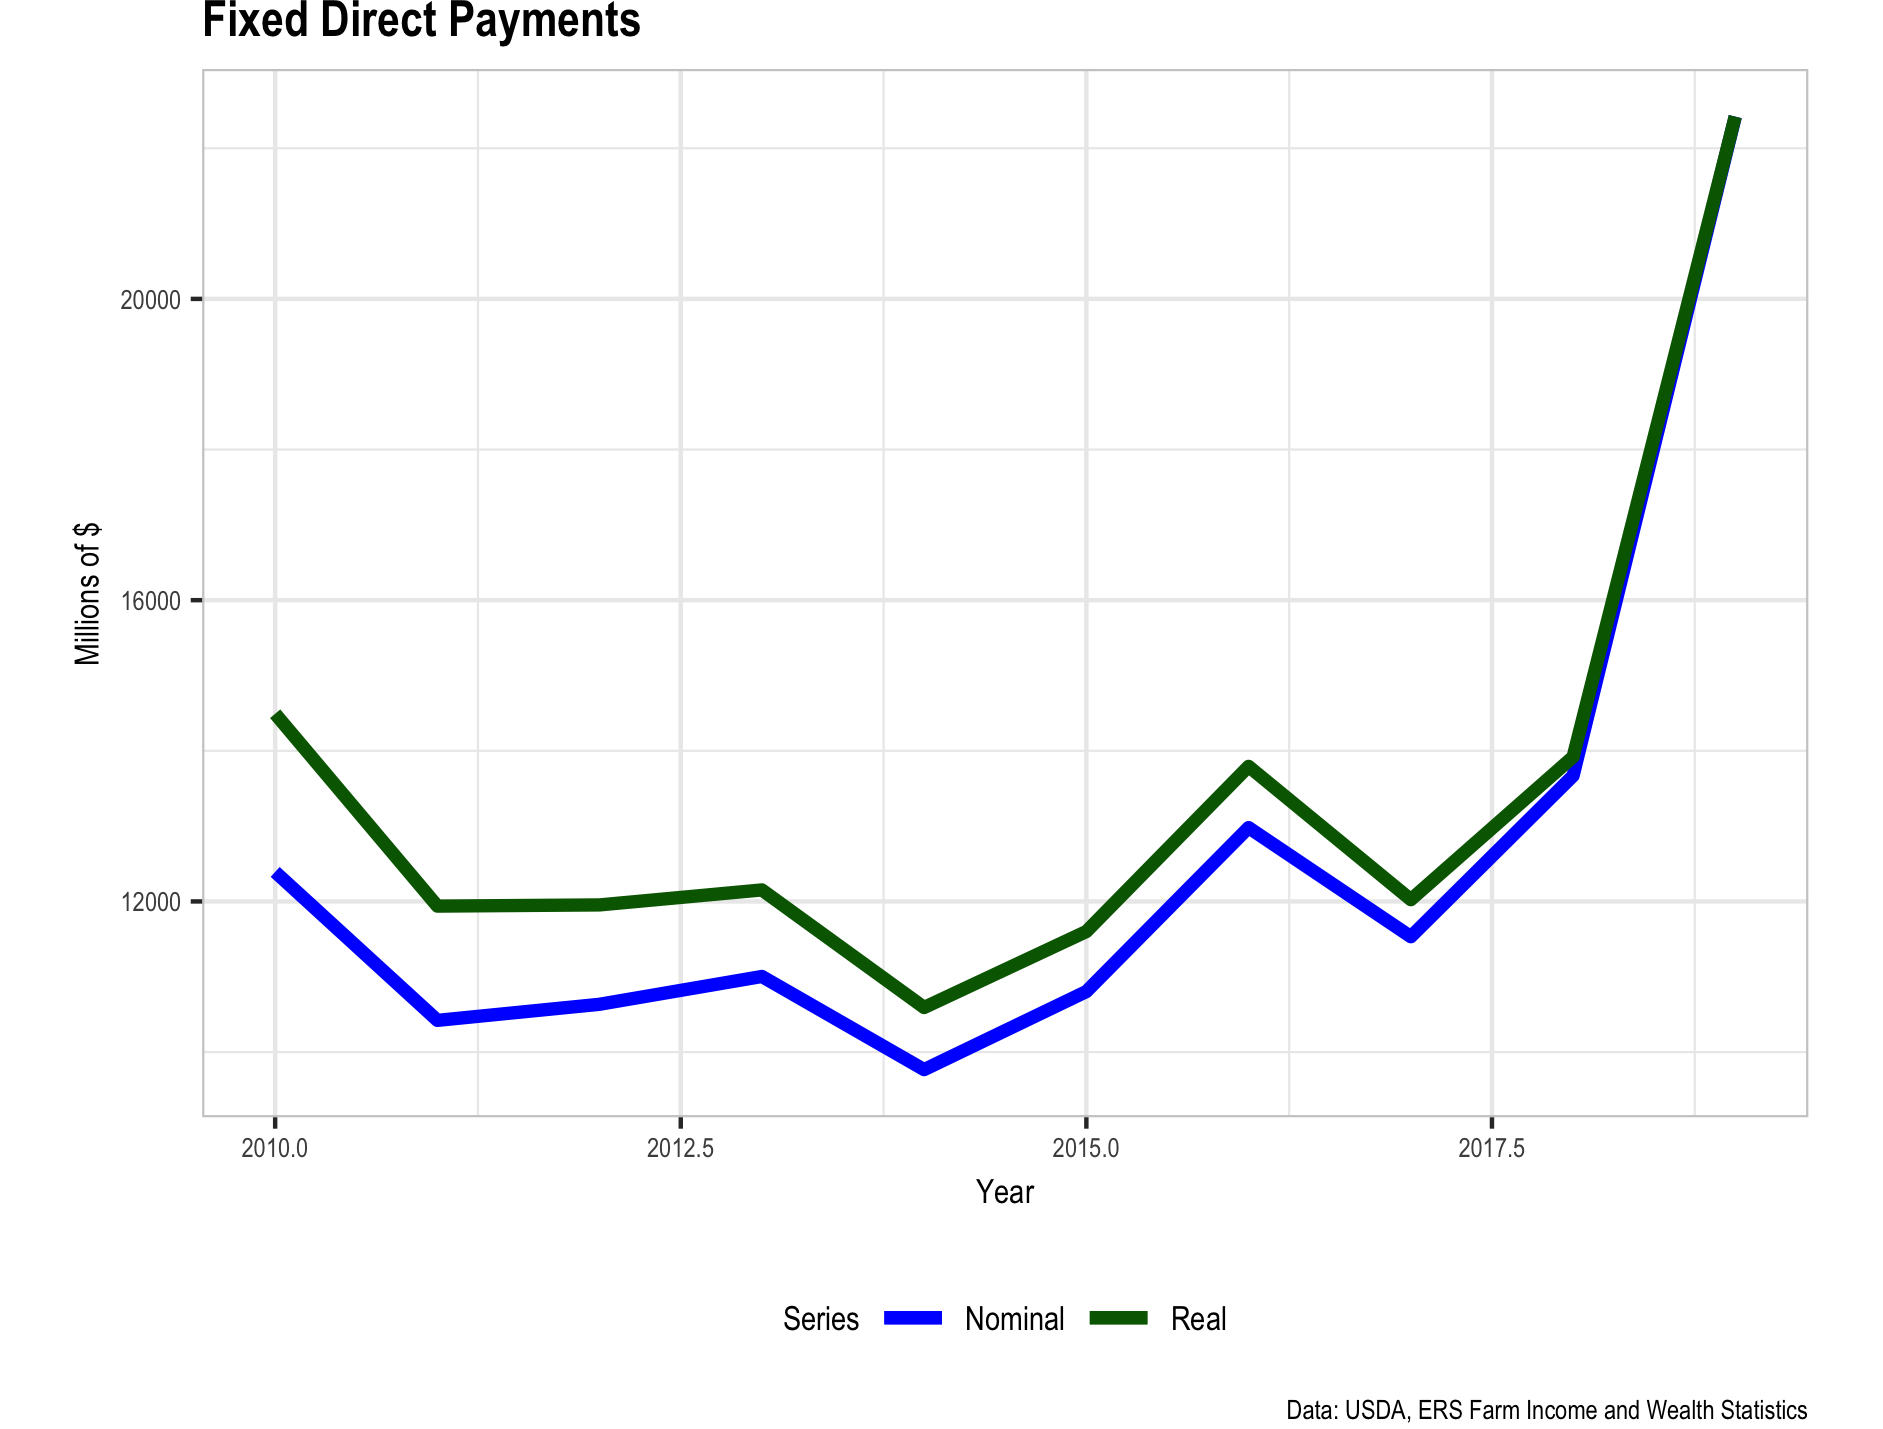 Fixed Direct Payments
Millions of $
20000
16000
12000
2010.0 2012.5 2015.0 2017.5
Year
Series Nominal Real
Data: USDA, ERS Farm Income and Wealth Statistics